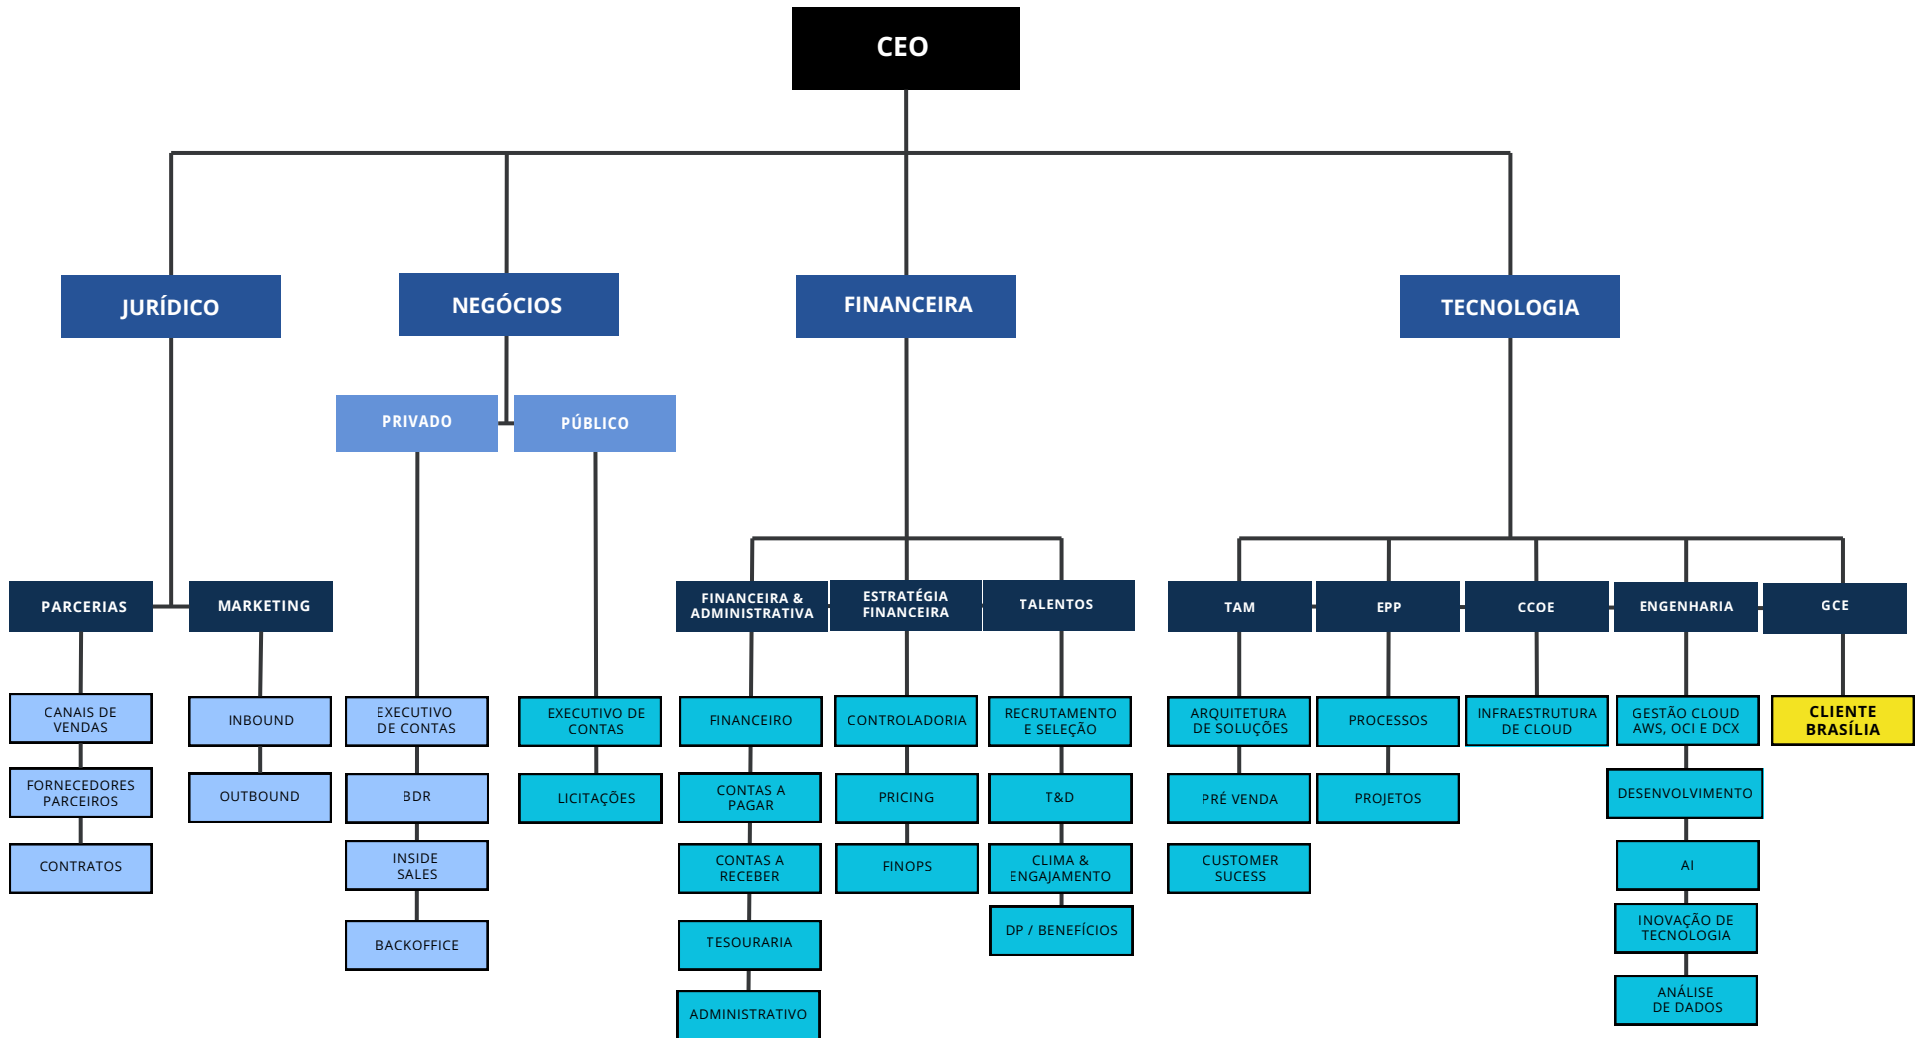 CEO
JURÍDICO
NEGÓCIOS
FINANCEIRA
TECNOLOGIA
PRIVADO
PÚBLICO
PARCERIAS
MARKETING
FINANCEIRA &
ADMINISTRATIVA
ESTRATÉGIA
FINANCEIRA
TALENTOS
TAM
EPP
CCOE
ENGENHARIA
GCE
CANAIS DE
VENDAS
FORNECEDORES
PARCEIROS
CONTRATOS
INBOUND
OUTBOUND
EXECUTIVO
DE CONTAS
BDR
INSIDE
SALES
BACKOFFICE
EXECUTIVO DE
CONTAS
LICITAÇÕES
FINANCEIRO
CONTAS A
PAGAR
CONTAS A
RECEBER
TESOURARIA
ADMINISTRATIVO
CONTROLADORIA
PRICING
FINOPS
RECRUTAMENTO
E SELEÇÃO
T&D
CLIMA &
ENGAJAMENTO
DP / BENEFÍCIOS
ARQUITETURA
DE SOLUÇÕES
PRÉ VENDA
CUSTOMER
SUCESS
PROCESSOS
PROJETOS
INFRAESTRUTURA
DE CLOUD
GESTÃO CLOUD
AWS, OCI E DCX
DESENVOLVIMENTO
AI
INOVAÇÃO DE
TECNOLOGIA
ANÁLISE
DE DADOS
CLIENTE
BRASÍLIA